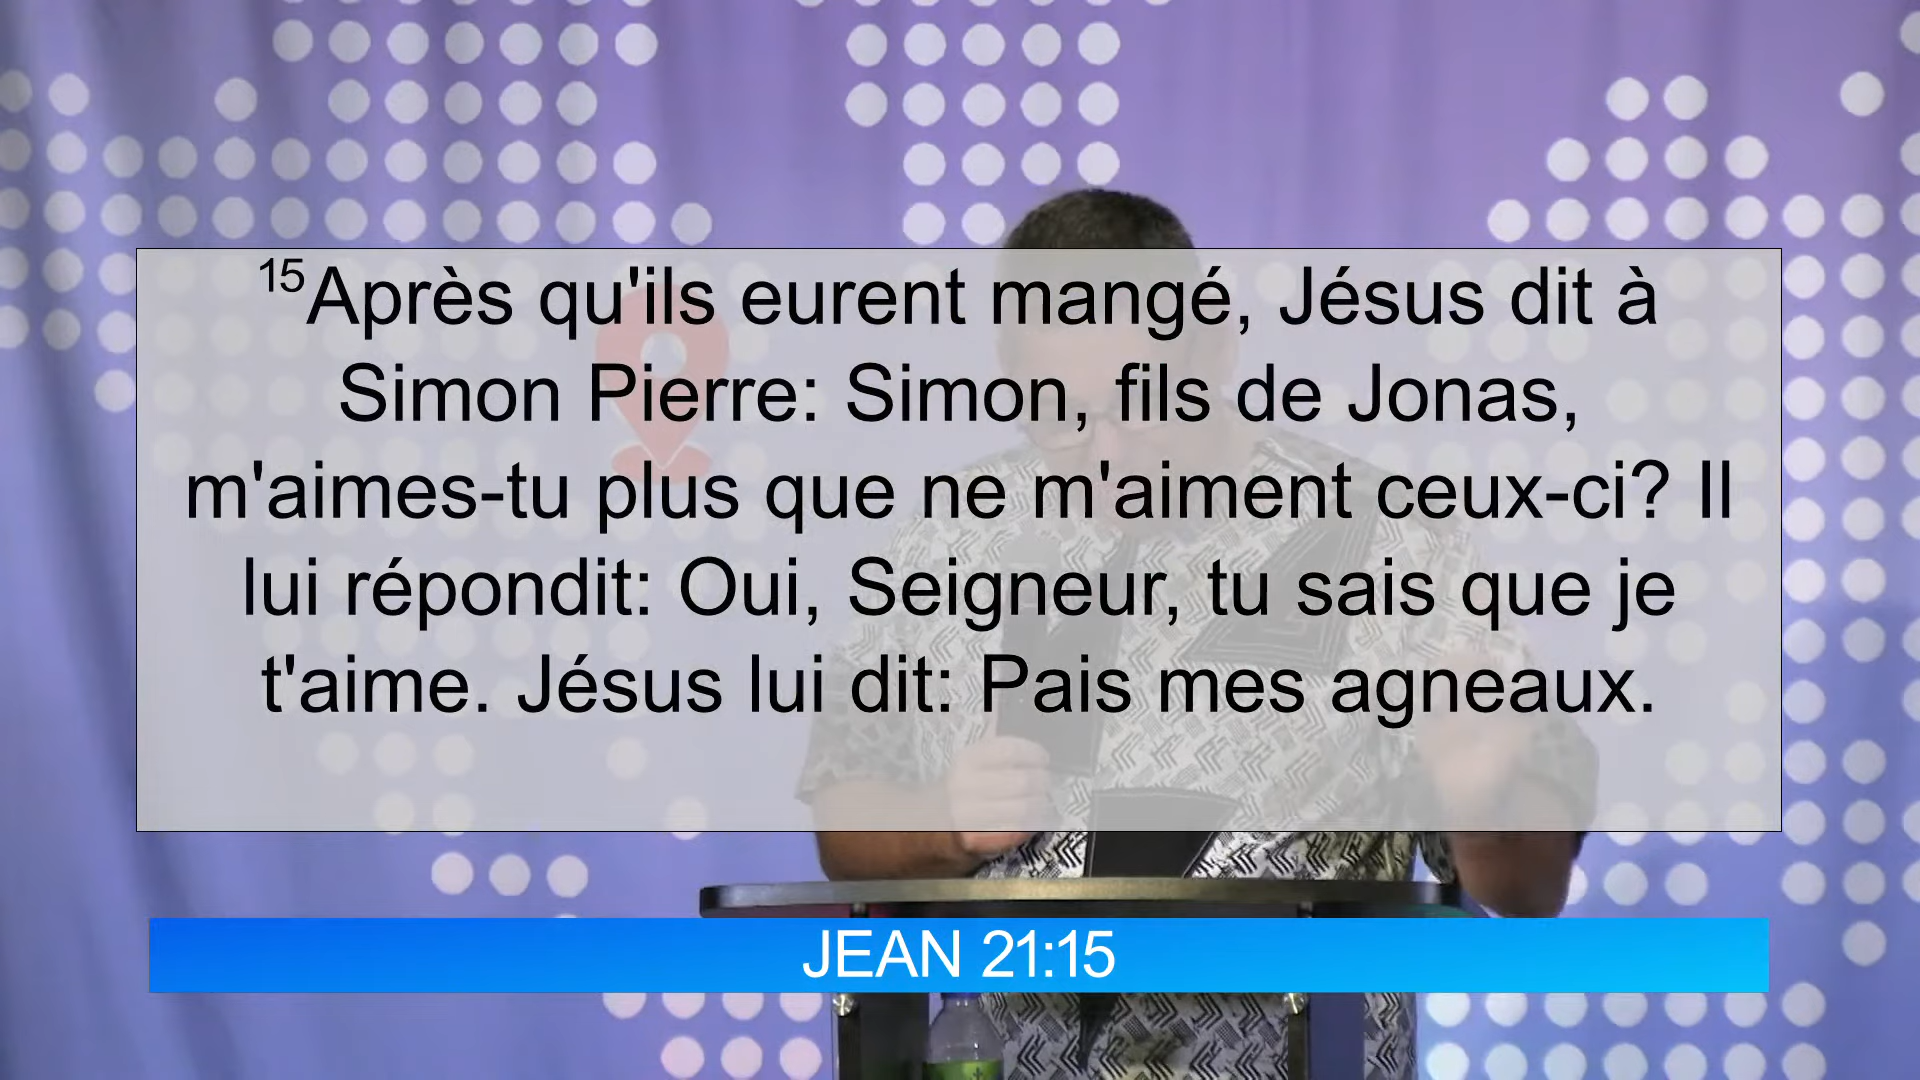 15Après qu'ils eurent mangé, Jésus dit à
Simon Pierre: Simon, fils de Jonas,
m'aimes-tu plus que ne m'aiment ceux-ci? Il
lui répondit: Oui, Seigneur, tu sais que je
t'aime. Jésus lui dit: Pais mes agneaux.
JEAN 21:15